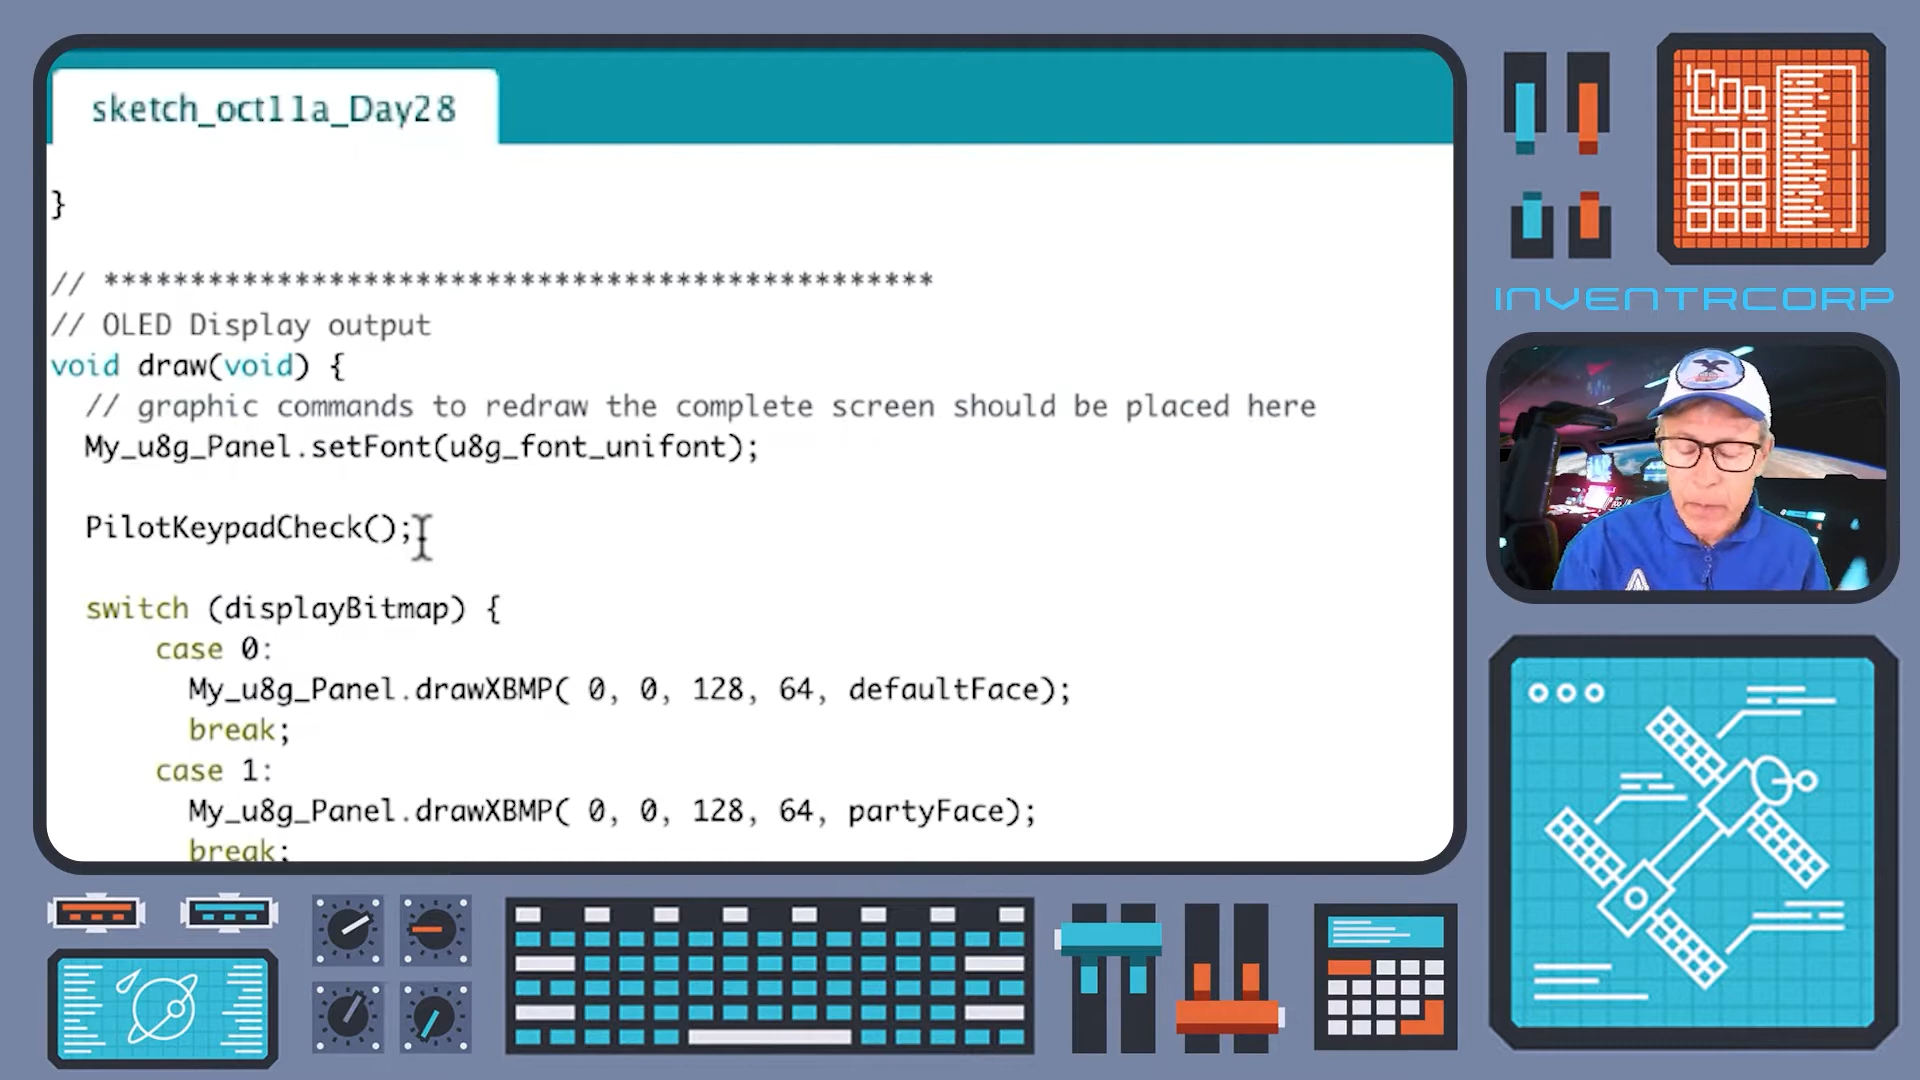 sketch_oct11a_Day28
}
// ************************************************
// OLED Display output
void draw(void) {
// graphic commands to redraw the complete screen should be placed here
My_u8g_Panel.setFont(u8g_font_unifont);
PilotKeypadCheck();
switch (displayBitmap) {
case 0:
My_u8g_Panel.drawXBMP( 0, 0, 128, 64, defaultFace);
break;
case 1:
My_u8g_Panel.drawXBMP( 0, 0, 128, 64, partyFace);
break;
INVENTRCORP